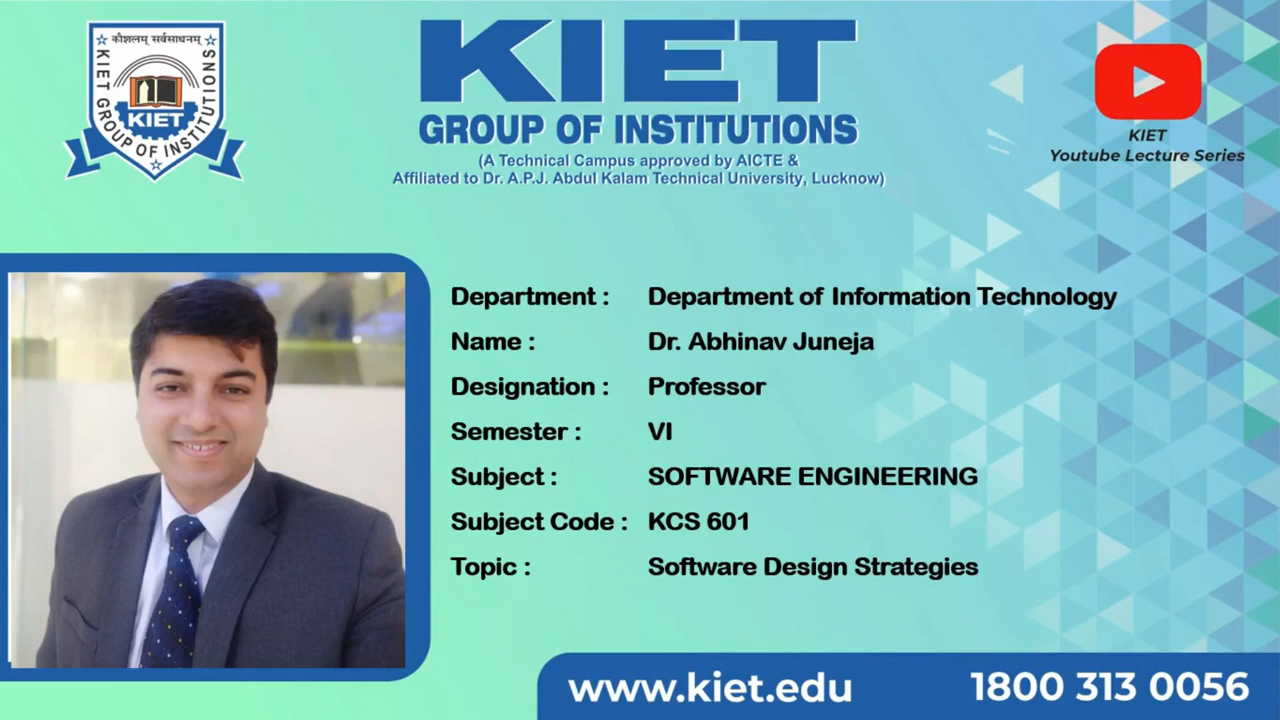 कौशलम् सर्वसाधनम्
KIET GROUP OF INSTITUTIONS
KIET
KIET
GROUP OF INSTITUTIONS
(A Technical Campus approved by AICTE &
Affiliated to Dr. A.P.J. Abdul Kalam Technical University, Lucknow)
KIET
Youtube Lecture Series
Department : Department of Information Technology
Name : Dr. Abhinav Juneja
Designation : Professor
Semester : VI
Subject : SOFTWARE ENGINEERING
Subject Code : KCS 601
Topic : Software Design Strategies
www.kiet.edu 1800 313 0056